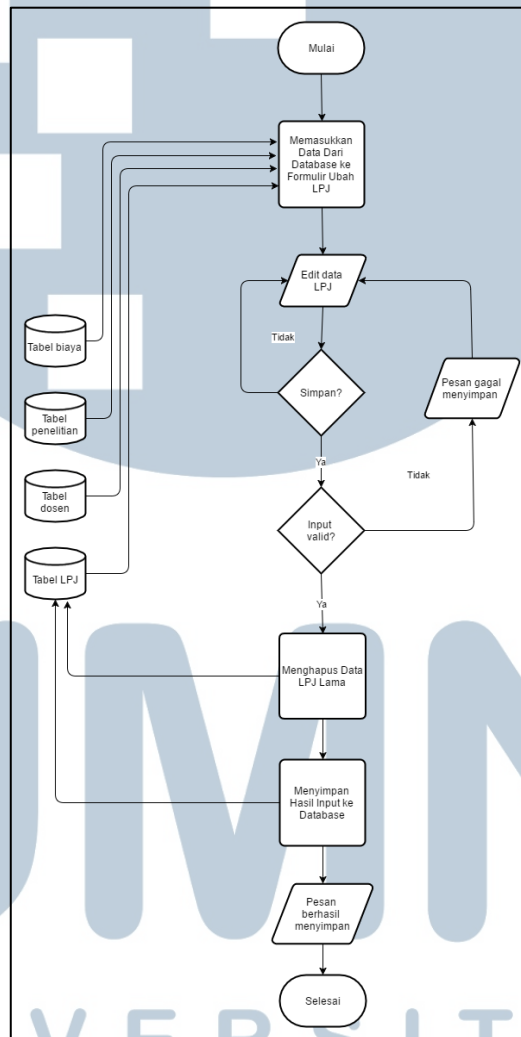 Mulai
Memasukkan
Data Dari
Database ke
Formulir Ubah
LPJ
Edit data
LPJ
Tidak
Tabel biaya
Simpan?
Pesan gagal
menyimpan
Tabel
penelitian
Ya
Tidak
Tabel
dosen
Input
valid?
Tabel LPJ
Ya
Menghapus Data
LPJ Lama
Menyimpan
Hasil Input ke
Database
Pesan
berhasil
menyimpan
Selesai
UMN
VERSIT